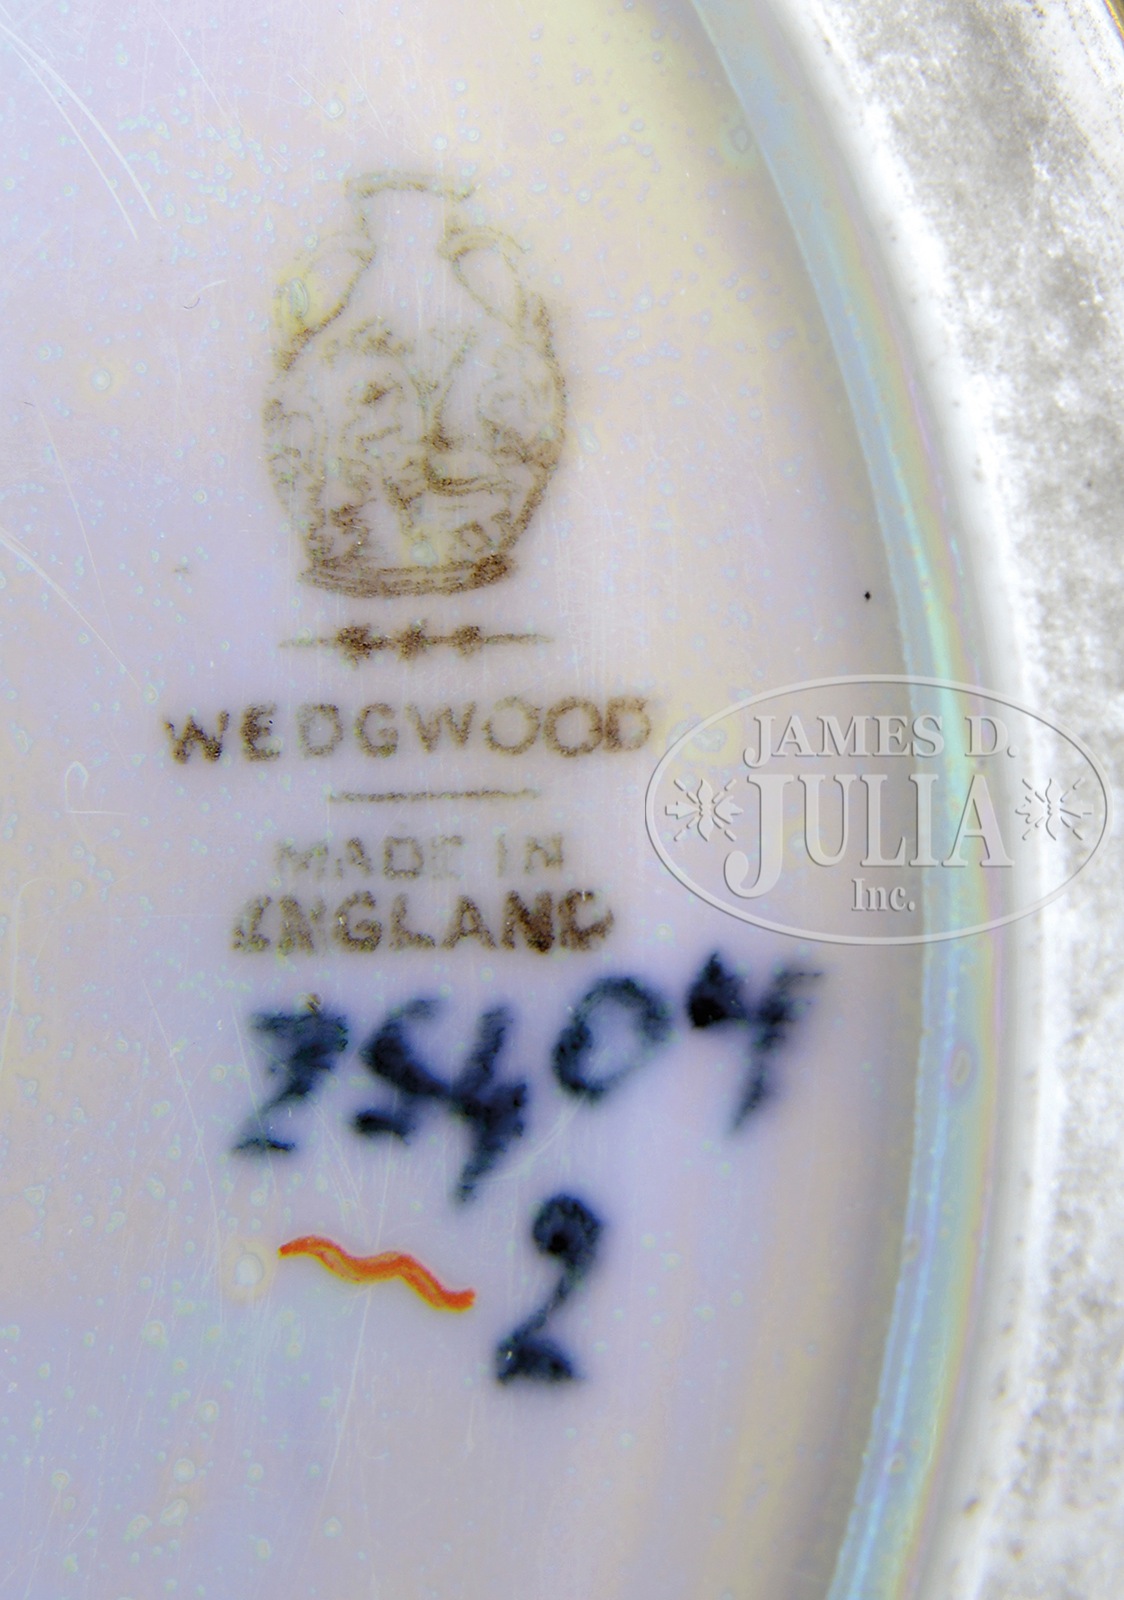 WEDGWOOD
MADE IN
ENGLAND
Z5404
2
JAMES D.
JULIA
Inc.